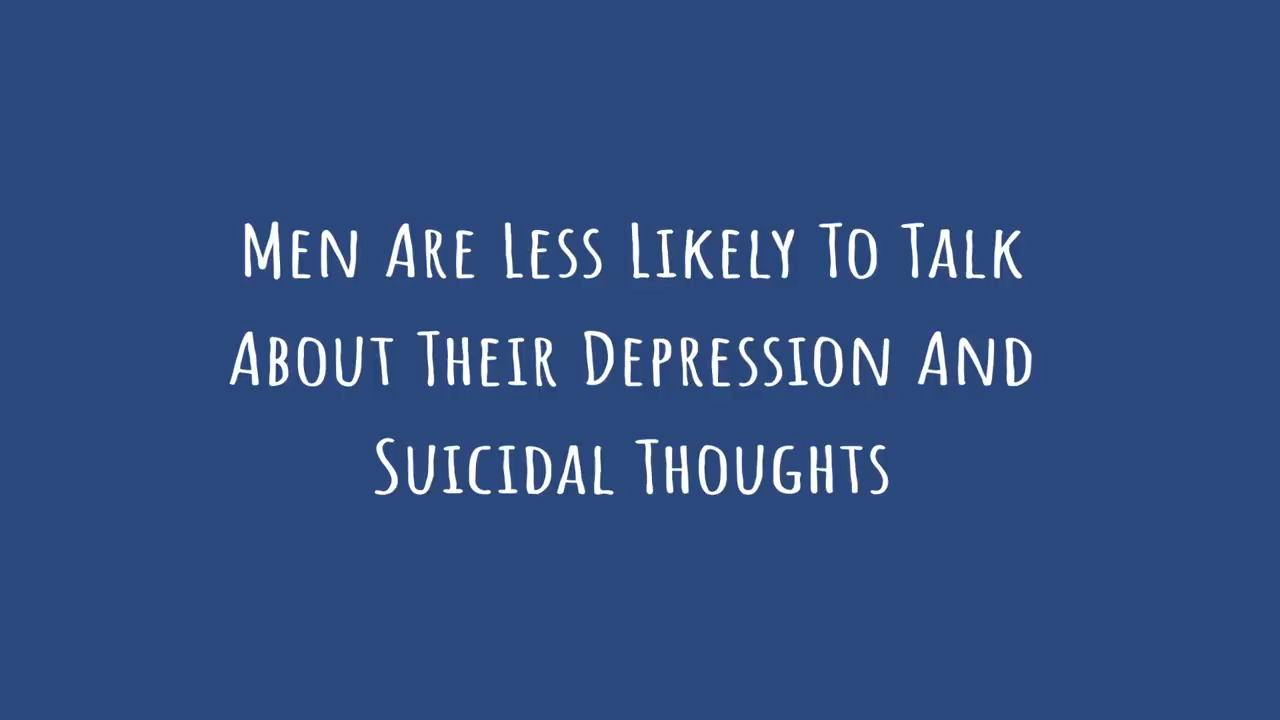 Men Are Less Likely To Talk
About Their Depression And
Suicidal Thoughts